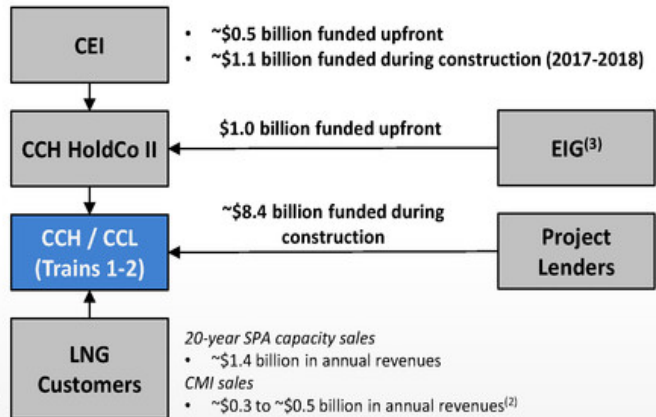 CEI
• ~$0.5 billion funded upfront
• ~$1.1 billion funded during construction (2017-2018)
CCH HoldCo II
$1.0 billion funded upfront
EIG(3)
~$8.4 billion funded during
construction
CCH / CCL
(Trains 1-2)
Project
Lenders
LNG
Customers
20-year SPA capacity sales
• ~$1.4 billion in annual revenues
CMI sales
• ~$0.3 to ~$0.5 billion in annual revenues(2)